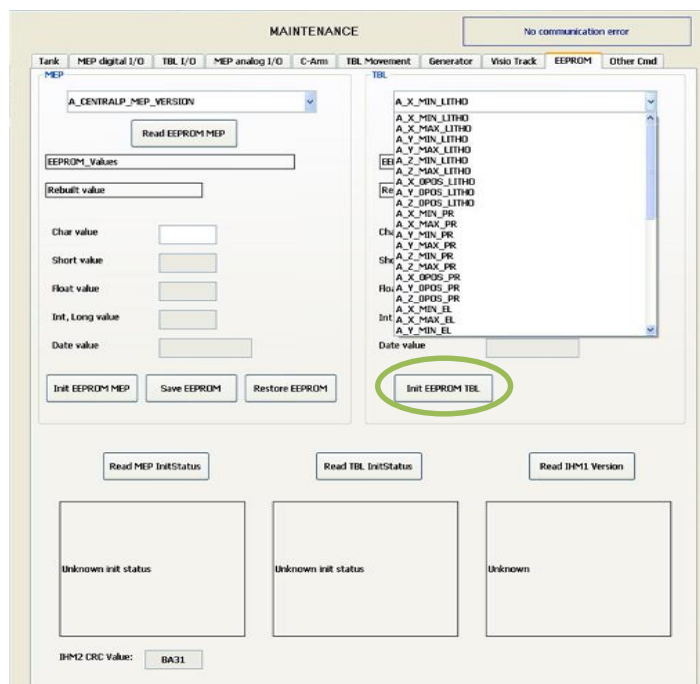 MAINTENANCE
No communication error
Tank MEP digital I/O TBL I/O MEP analog I/O C-Arm TBL Movement Generator Visio Track EEPROM Other Cmd
MEP
A_CENTRALP_MEP_VERSION
Read EEPROM MEP
EEPROM_Values
Rebuilt value
Char value
Short value
Float value
Int, Long value
Date value
Init EEPROM MEP Save EEPROM Restore EEPROM
TBL
A_X_MIN_LITHO
A_X_MIN_LITHO
A_X_MAX_LITHO
A_Y_MIN_LITHO
A_Y_MAX_LITHO
A_Z_MIN_LITHO
A_Z_MAX_LITHO
A_X_0POS_LITHO
A_Y_0POS_LITHO
A_Z_0POS_LITHO
A_X_MIN_PR
A_X_MAX_PR
A_Y_MIN_PR
A_Y_MAX_PR
A_Z_MIN_PR
A_Z_MAX_PR
A_X_0POS_PR
A_Y_0POS_PR
A_Z_0POS_PR
A_X_MIN_EL
A_X_MAX_EL
A_Y_MIN_EL
Int
Date value
Init EEPROM TBL
Read MEP InitStatus Read TBL InitStatus Read IHM1 Version
Unknown init status Unknown init status Unknown
IHM2 CRC Value: BA31